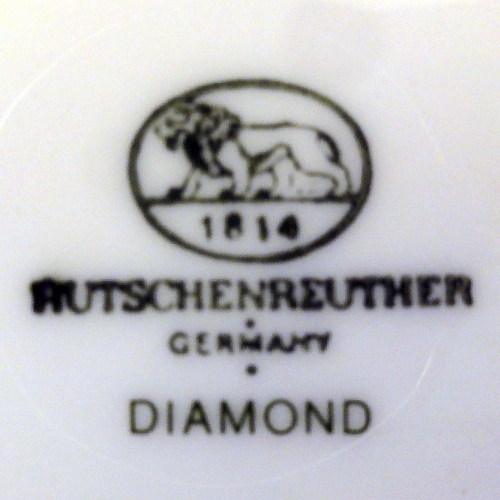 1814
HUTSCHENREUTHER
GERMANY
DIAMOND